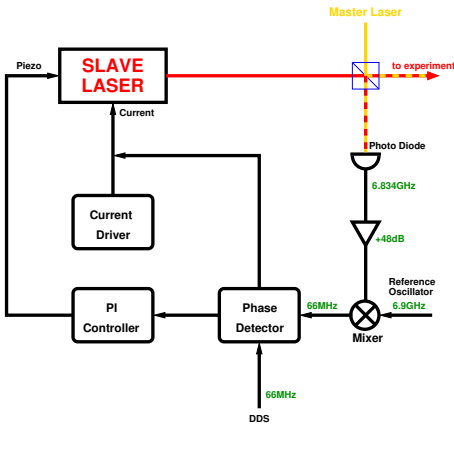 Master Laser
Piezo
SLAVE
LASER
to experiment
Current
Photo Diode
6.834GHz
Current
Driver
+48dB
Reference
Oscillator
PI
Controller
Phase
Detector
66MHz
6.9GHz
Mixer
66MHz
DDS